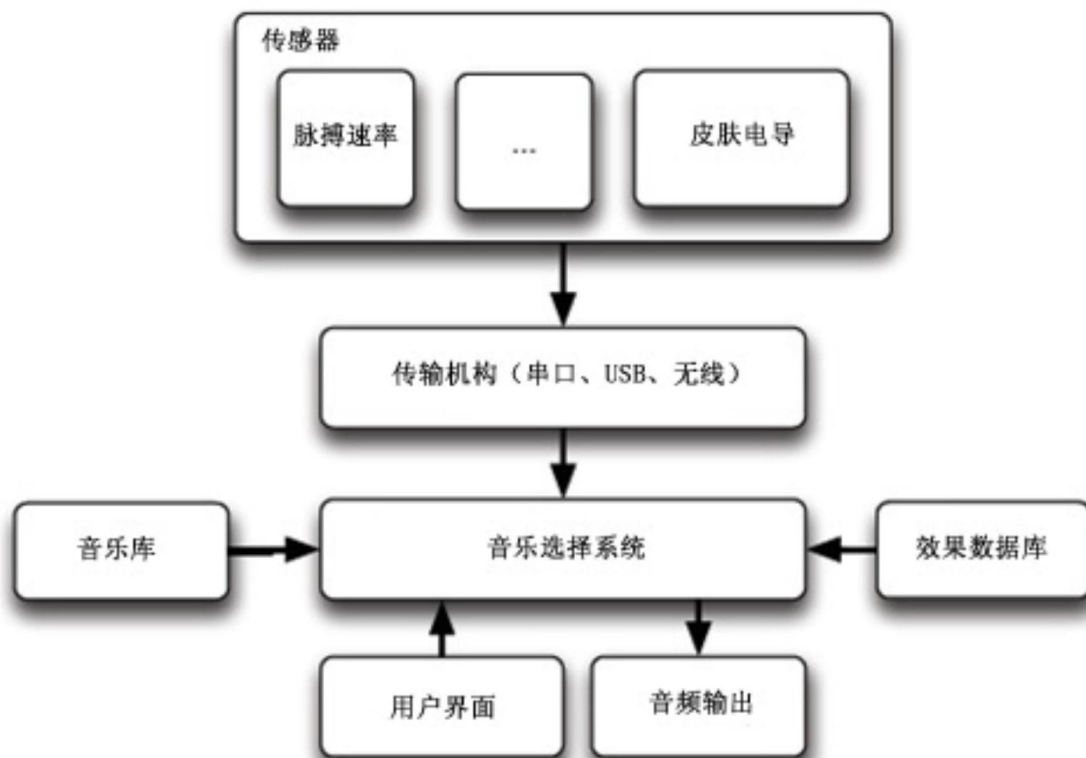 传感器
脉搏速率
...
皮肤电导
传输机构（串口、USB、无线）
音乐库
音乐选择系统
效果数据库
用户界面
音频输出